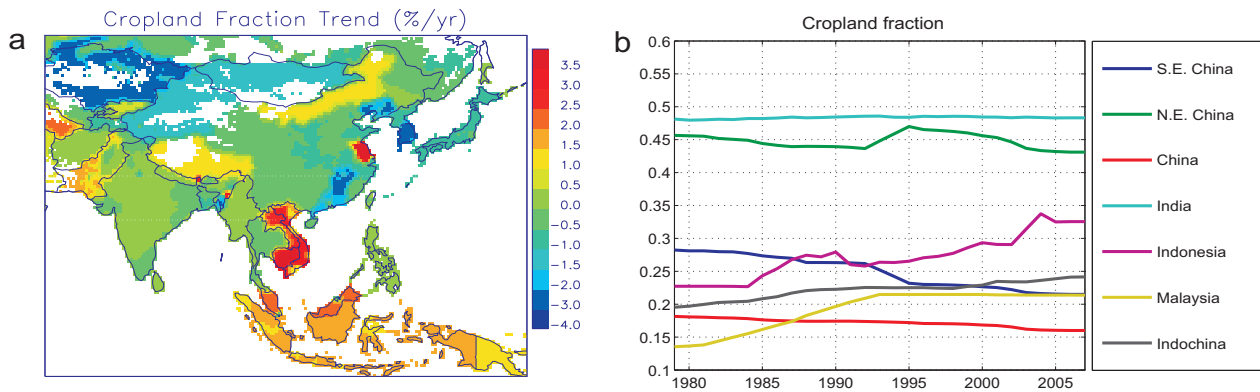 Cropland Fraction Trend (%/yr)
a
3.5
3.0
2.5
2.0
1.5
0.5
0.0
−0.5
−1.0
−1.5
−2.0
−2.5
−3.0
−4.0
Cropland fraction
b
0.6
0.55
0.5
0.45
0.4
0.35
0.3
0.25
0.2
0.15
0.1
1980 1985 1990 1995 2000 2005
S.E. China
N.E. China
China
India
Indonesia
Malaysia
Indochina